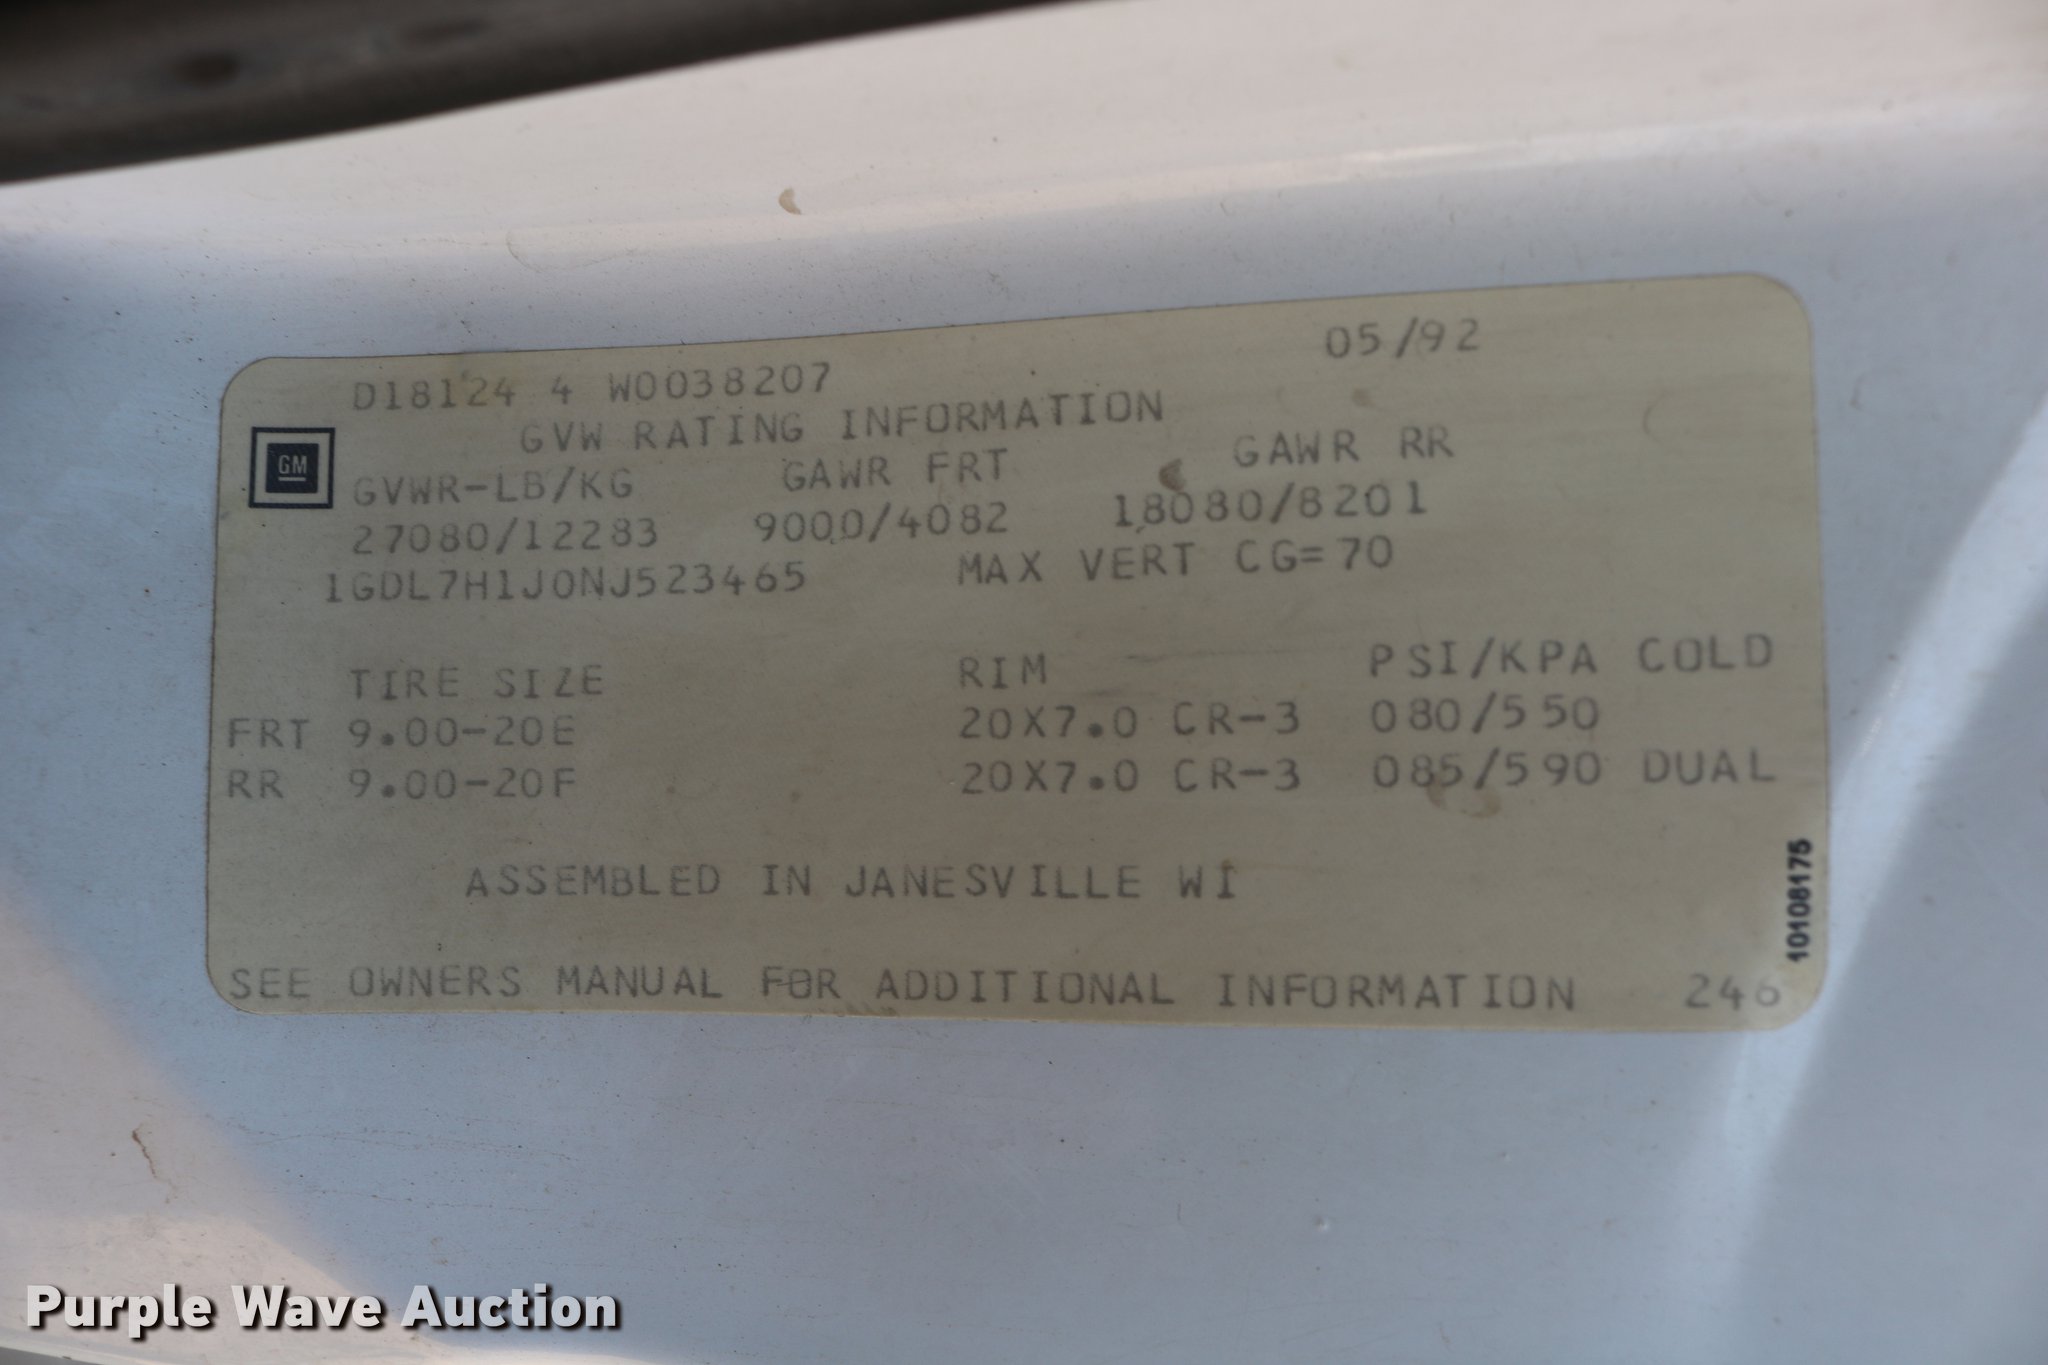 05/92
D18124 4 W0038207
GVW RATING INFORMATION
GM
GVWR-LB/KG GAWR FRT GAWR RR
27080/12283 9000/4082 18080/8201
1GDL7H1J0NJ523465 MAX VERT CG=70
TIRE SIZE RIM PSI/KPA COLD
FRT 9.00-20E 20X7.0 CR-3 080/550
RR 9.00-20F 20X7.0 CR-3 085/590 DUAL
ASSEMBLED IN JANESVILLE WI
10108175
SEE OWNERS MANUAL FOR ADDITIONAL INFORMATION 246
Purple Wave Auction